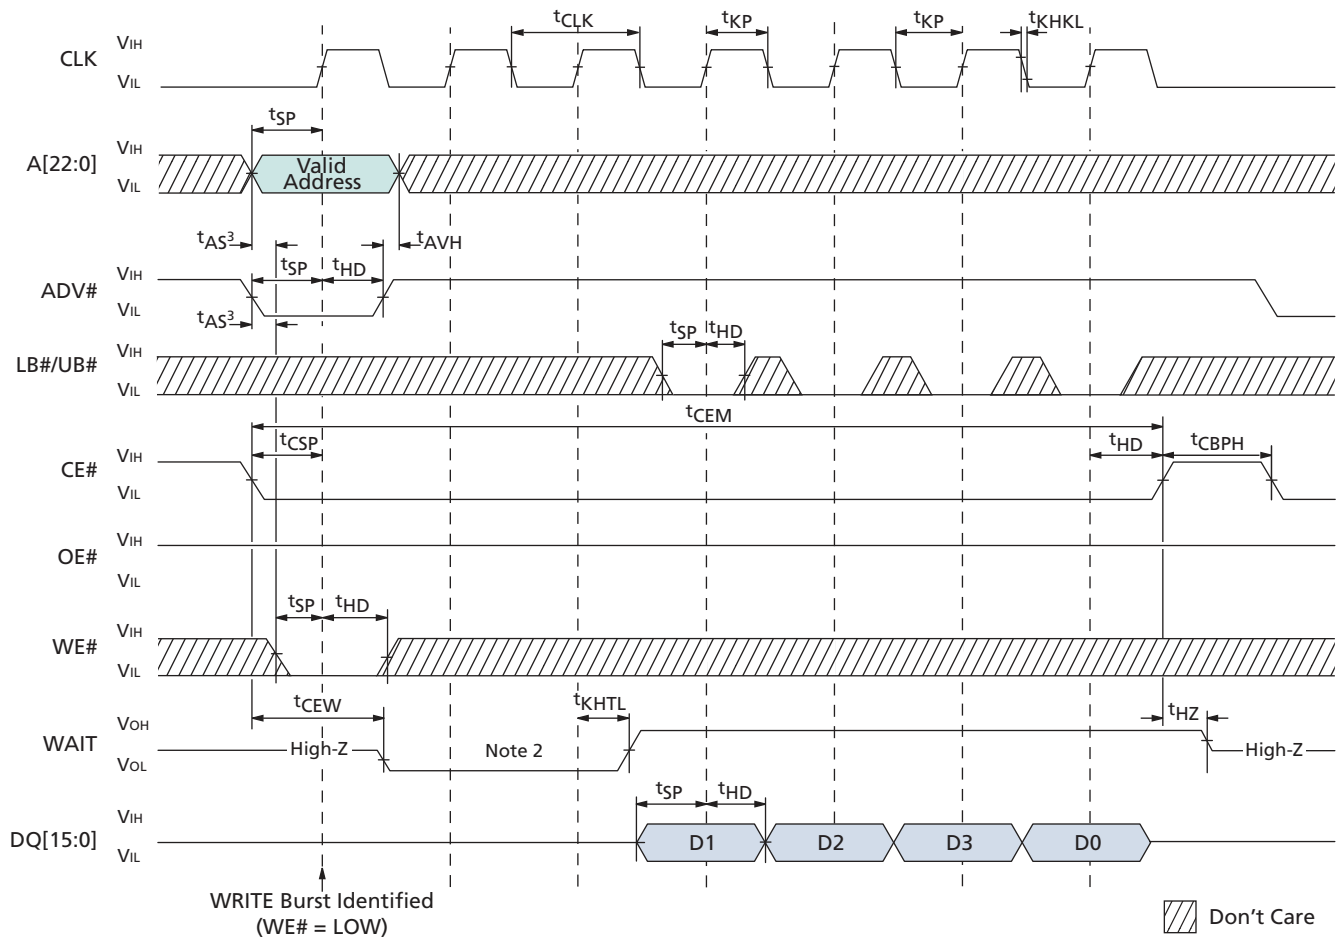 tCLK tKP tKP tKHKL
CLK
VIH
VIL
tSP
A[22:0]
VIH
VIL
Valid
Address
tAS3
tAVH
tSP tHD
ADV#
VIH
VIL
tAS3
tSP tHD
LB#/UB#
VIH
VIL
tCEM
tCSP
tHD tCBPH
CE#
VIH
VIL
OE#
VIH
VIL
tSP tHD
WE#
VIH
VIL
tCEW
tKHTL
tHZ
WAIT
VOH
VOL
High-Z
Note 2
High-Z
tSP tHD
DQ[15:0]
VIH
VIL
D1 D2 D3 D0
WRITE Burst Identified
(WE# = LOW)
Don't Care